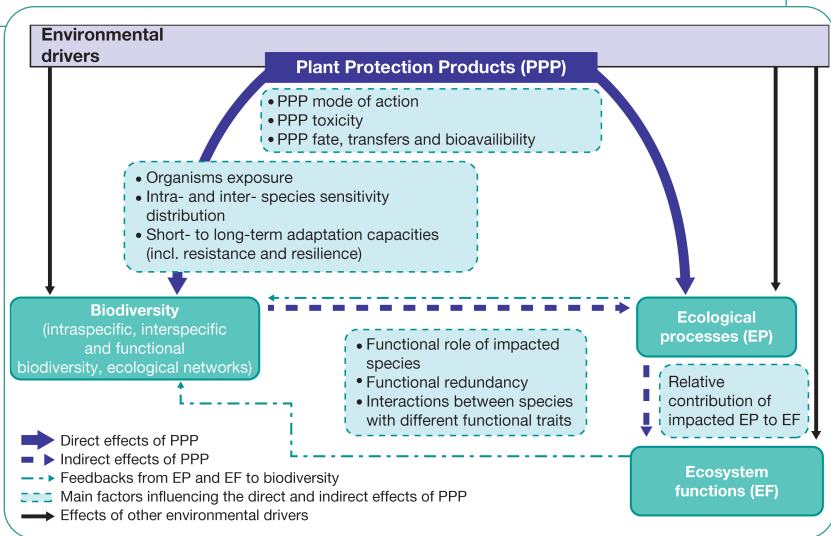 Environmental
drivers
Plant Protection Products (PPP)
• PPP mode of action
• PPP toxicity
• PPP fate, transfers and bioavailibility
• Organisms exposure
• Intra- and inter- species sensitivity
distribution
• Short- to long-term adaptation capacities
(incl. resistance and resilience)
Biodiversity
(intraspecific, interspecific
and functional
biodiversity, ecological networks)
Ecological
processes (EP)
• Functional role of impacted
species
• Functional redundancy
• Interactions between species
with different functional traits
Relative
contribution of
impacted EP to EF
Ecosystem
functions (EF)
Direct effects of PPP
Indirect effects of PPP
Feedbacks from EP and EF to biodiversity
Main factors influencing the direct and indirect effects of PPP
Effects of other environmental drivers